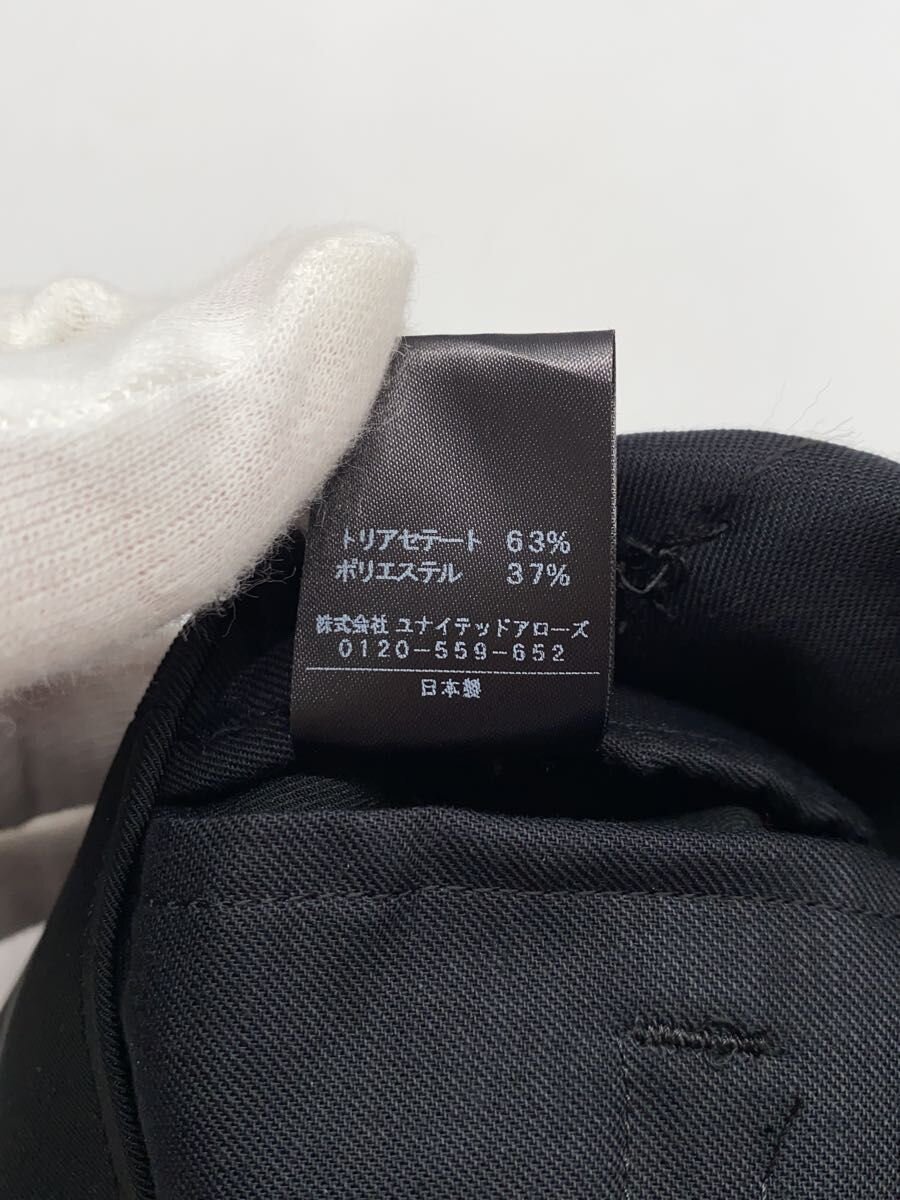 トリアセテート 63%
ポリエステル 37%
株式会社 ユナイテッドアローズ
0120-559-652
日本製